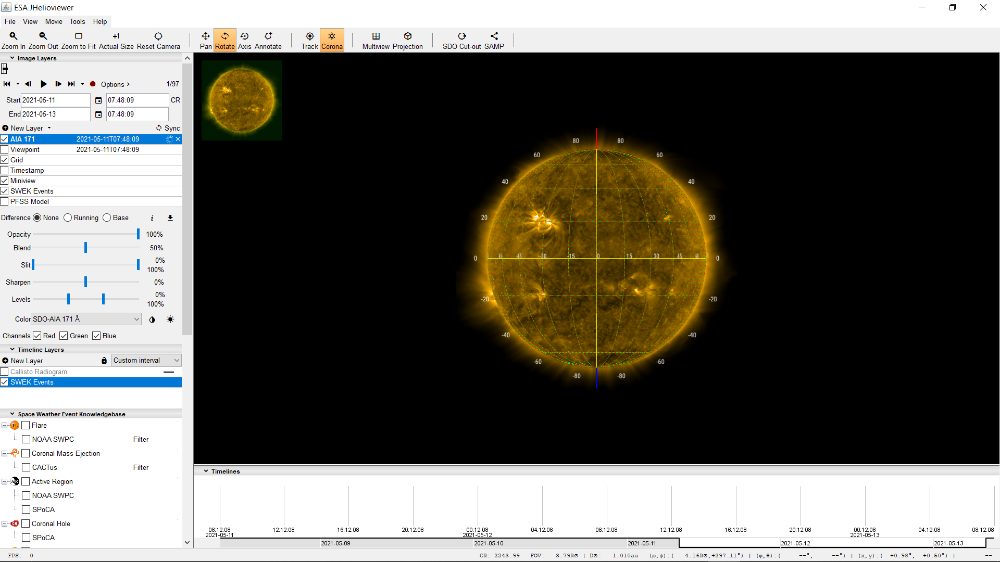 ESA JHelioviewer
File View Movie Tools Help
Zoom In Zoom Out Zoom to Fit Actual Size Reset Camera Pan Rotate Axis Annotate Track Corona Multiview Projection SDO Cut-out SAMP
Image Layers
Options > 1/97
Start 2021-05-11 07:48:09 CR
End 2021-05-13 07:48:09
New Layer Sync
AIA 171 2021-05-11T07:48:09
Viewpoint 2021-05-11T07:48:09
Grid
Timestamp
Miniview
SWEK Events
PFSS Model
Difference None Running Base
Opacity 100%
Blend 50%
Slit 0%
100%
Sharpen 0%
Levels 0%
100%
Color SDO-AIA 171 Å
Channels Red Green Blue
Timeline Layers
New Layer Custom interval
Callisto Radiogram
SWEK Events
Space Weather Event Knowledgebase
Flare
NOAA SWPC Filter
Coronal Mass Ejection
CACTus Filter
Active Region
NOAA SWPC
SPoCA
Coronal Hole
SPoCA
80 80
60 60
40 40
20 20
0 -45 -30 -15 0 15 30 45 0
-20 -20
-40 -40
-60 -60
-80 -80
Timelines
08:12:08 12:12:08 16:12:08 20:12:08 00:12:08 04:12:08 08:12:08 12:12:08 16:12:08 20:12:08 00:12:08 04:12:08 08:12:08
2021-05-11 2021-05-12 2021-05-13
2021-05-09 2021-05-10 2021-05-11 2021-05-12 2021-05-13
FPS: 0 CR: 2243.99 FOV: 3.79R⊙ | D⊙: 1.010au (ρ,ψ):( 4.16R⊙,+297.11°) | (φ,θ):( --°, --°) | (x,y):( +0.98°, +0.50°) | --